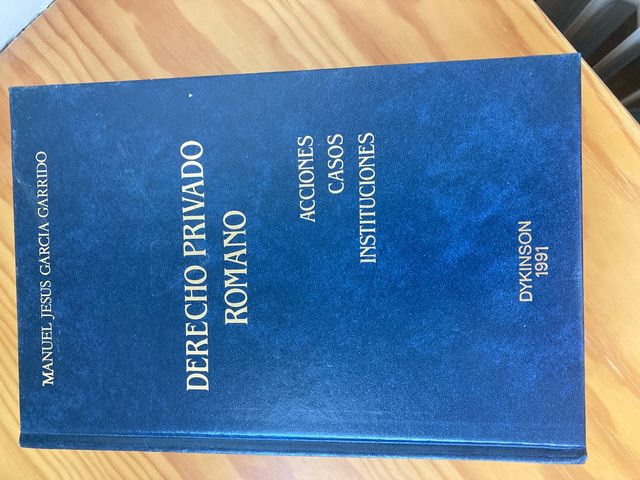 MANUEL JESUS GARCIA GARRIDO
DERECHO PRIVADO
ROMANO
ACCIONES
CASOS
INSTITUCIONES
DYKINSON
1991